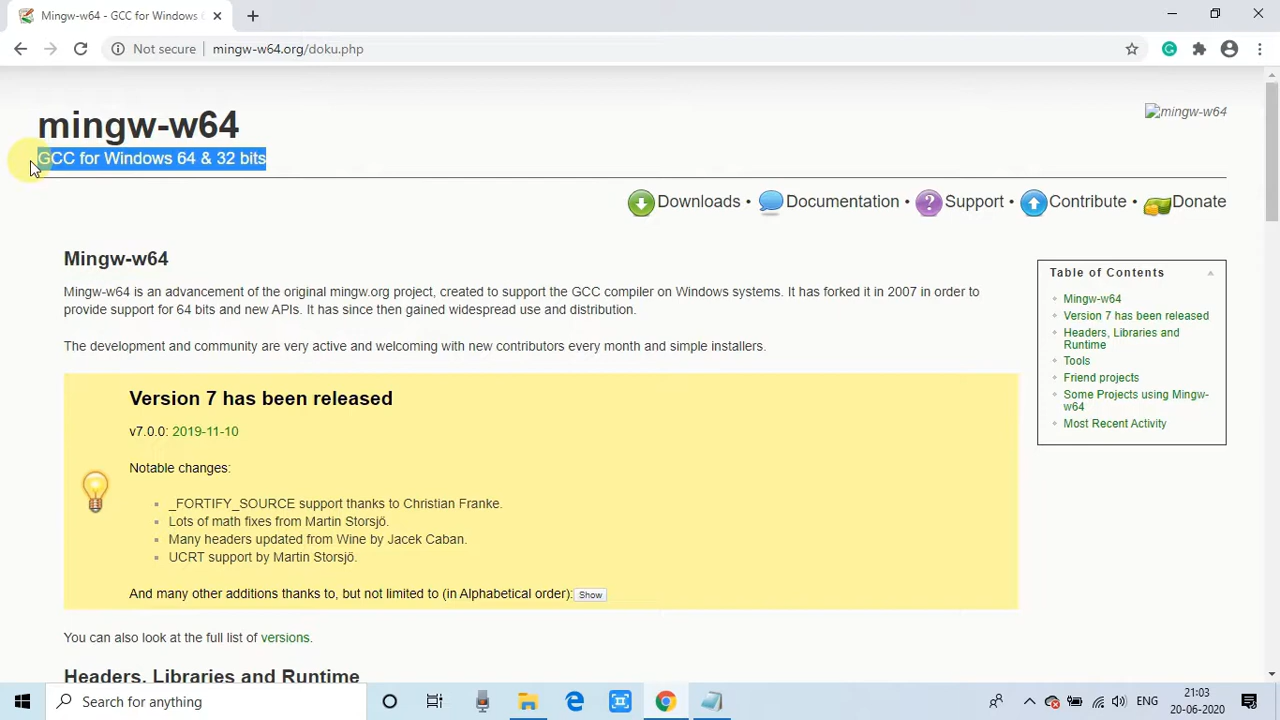 Mingw-w64 - GCC for Windows 
Not secure
mingw-w64.org/doku.php
mingw-w64
mingw-w64
GCC for Windows 64 & 32 bits
Downloads • Documentation • Support • Contribute • Donate
Mingw-w64
Mingw-w64 is an advancement of the original mingw.org project, created to support the GCC compiler on Windows systems. It has forked it in 2007 in order to
provide support for 64 bits and new APIs. It has since then gained widespread use and distribution.
The development and community are very active and welcoming with new contributors every month and simple installers.
Version 7 has been released
v7.0.0: 2019-11-10
Notable changes:
_FORTIFY_SOURCE support thanks to Christian Franke.
Lots of math fixes from Martin Storsjö.
Many headers updated from Wine by Jacek Caban.
UCRT support by Martin Storsjö.
And many other additions thanks to, but not limited to (in Alphabetical order): Show
You can also look at the full list of versions.
Headers, Libraries and Runtime
Table of Contents
Mingw-w64
Version 7 has been released
Headers, Libraries and
Runtime
Tools
Friend projects
Some Projects using Mingw-
w64
Most Recent Activity
Search for anything
ENG
21:03
20-06-2020